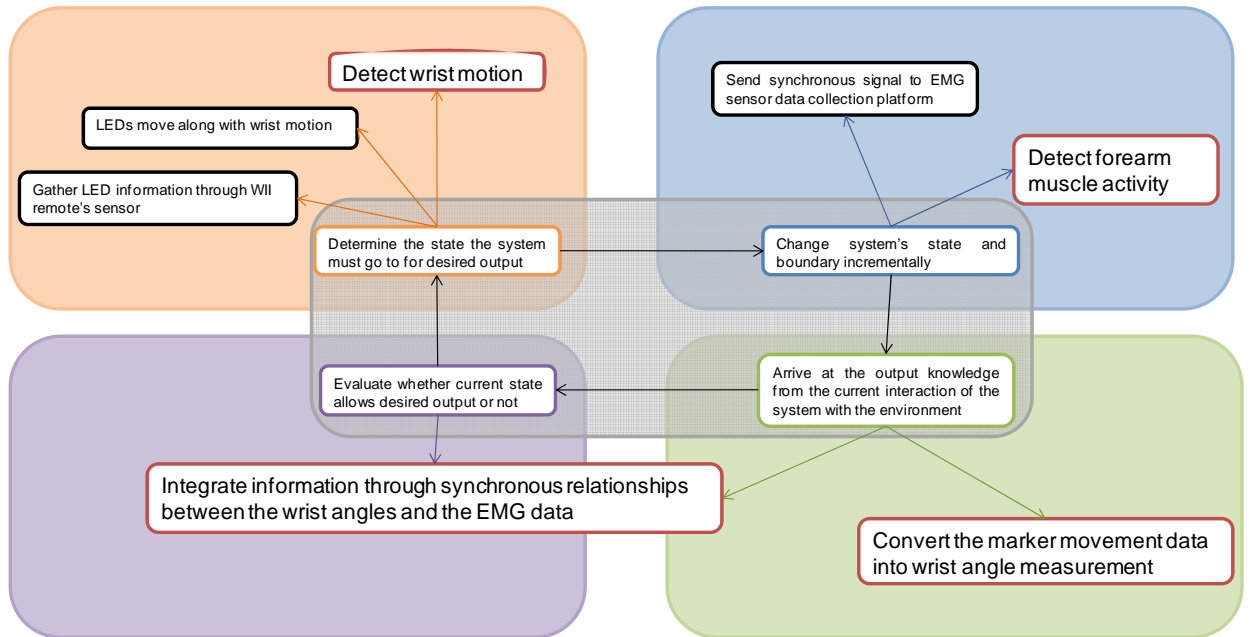 Detect wrist motion
LEDs move along with wrist motion
Gather LED information through WII
remote's sensor
Determine the state the system
must go to for desired output
Send synchronous signal to EMG
sensor data collection platform
Detect forearm
muscle activity
Change system's state and
boundary incrementally
Evaluate whether current state
allows desired output or not
Arrive at the output knowledge
from the current interaction of the
system with the environment
Integrate information through synchronous relationships
between the wrist angles and the EMG data
Convert the marker movement data
into wrist angle measurement